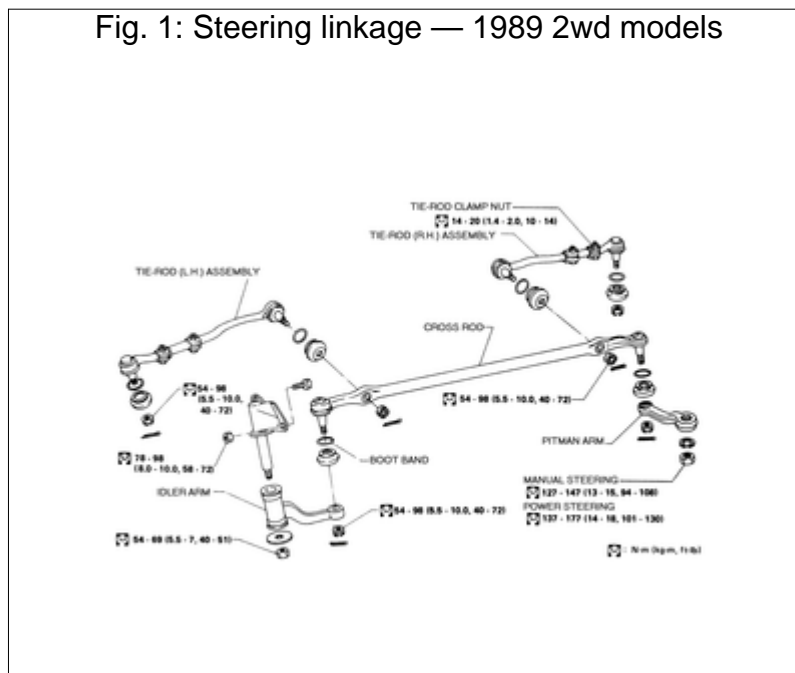 Fig. 1: Steering linkage — 1989 2wd models
TIE-ROD CLAMP NUT
14 - 20 (1.4 - 2.0, 10 - 14)
TIE-ROD (R.H.) ASSEMBLY
TIE-ROD (L.H.) ASSEMBLY
CROSS ROD
54 - 98
(5.5 - 10.0,
40 - 72)
54 - 98 (5.5 - 10.0, 40 - 72)
PITMAN ARM
78 - 98
(8.0 - 10.0, 58 - 72)
BOOT BAND
IDLER ARM
MANUAL STEERING
127 - 147 (13 - 15, 94 - 108)
POWER STEERING
137 - 177 (14 - 18, 101 - 130)
54 - 98 (5.5 - 10.0, 40 - 72)
54 - 69 (5.5 - 7, 40 - 51)
: N·m (kg-m, ft-lb)